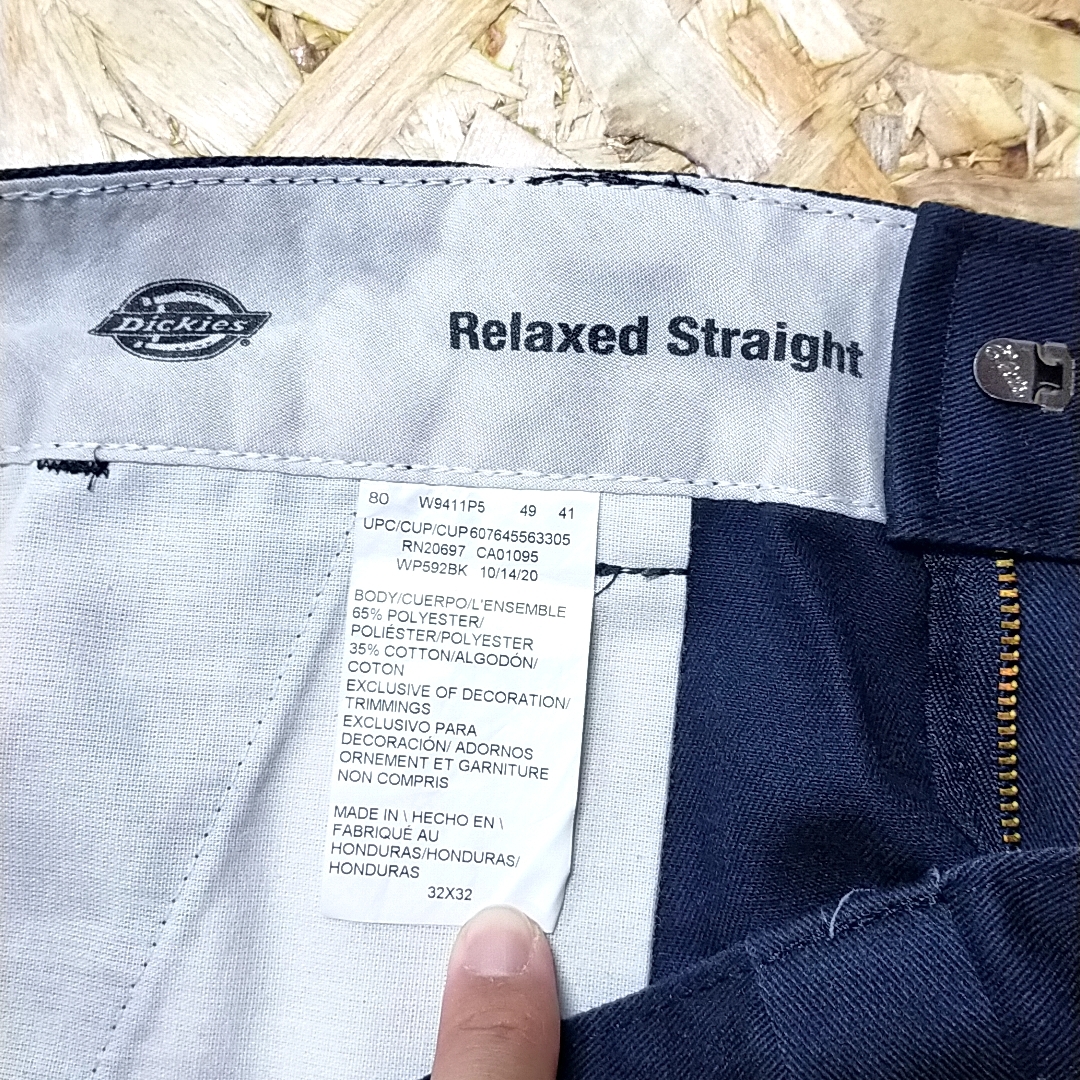 Dickies
Relaxed Straight
80 W9411P5 49 41
UPC/CUP/CUP607645563305
RN20697 CA01095
WP592BK 10/14/20
BODY/CUERPO/L'ENSEMBLE
65% POLYESTER/
POLIÉSTER/POLYESTER
35% COTTON/ALGODÓN/
COTON
EXCLUSIVE OF DECORATION/
TRIMMINGS
EXCLUSIVO PARA
DECORACIÓN/ ADORNOS
ORNEMENT ET GARNITURE
NON COMPRIS
MADE IN \ HECHO EN \
FABRIQUÉ AU
HONDURAS/HONDURAS/
HONDURAS
32X32